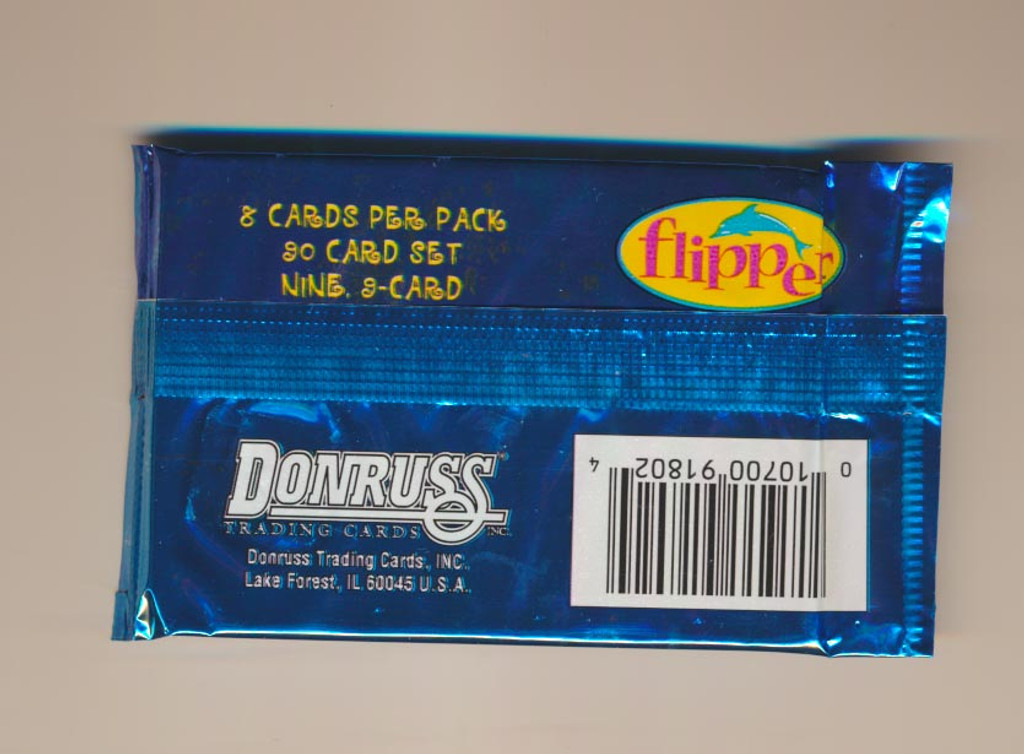 8 CARDS PER PACK
90 CARD SET
NINE, 9-CARD
flipper
DONRUSS
TRADING CARDS INC.
Donruss Trading Cards, INC.
Lake Forest, IL 60045 U.S.A.
0 10700 91802 4